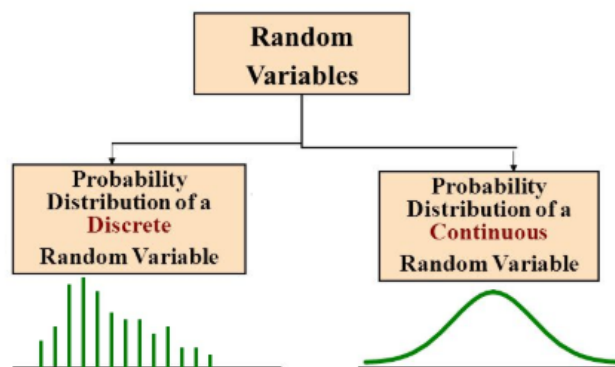 Random
Variables
Probability
Distribution of a
Discrete
Random Variable
Probability
Distribution of a
Continuous
Random Variable